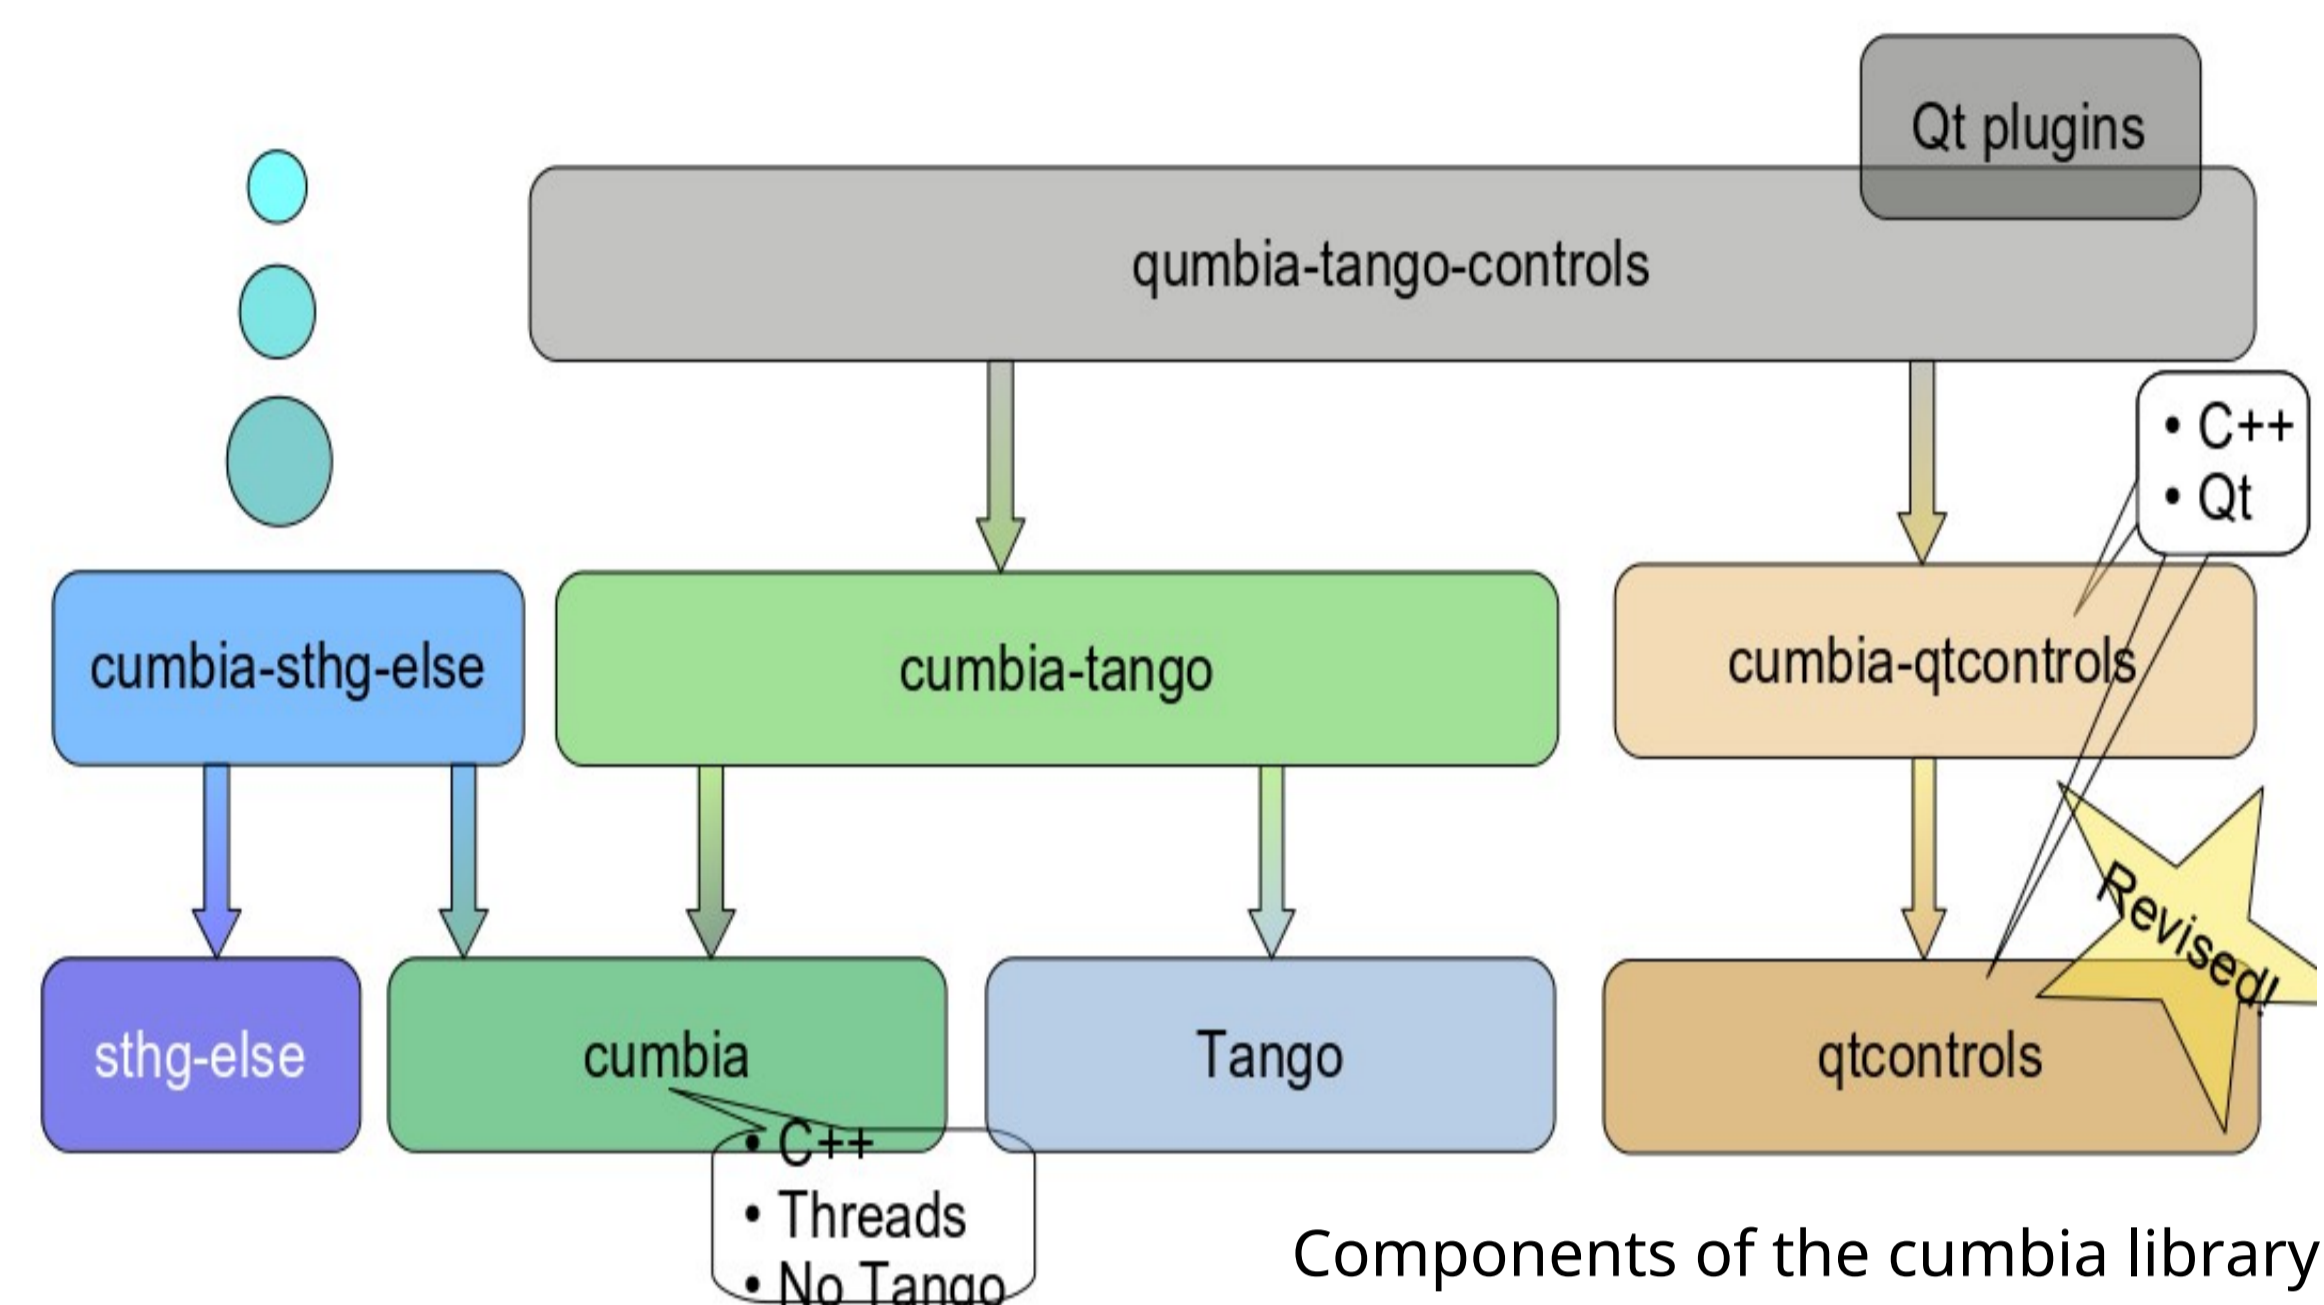 Qt plugins
qumbia-tango-controls
• C++
• Qt
cumbia-sthg-else
cumbia-tango
cumbia-qtcontrols
Revised!
sthg-else
cumbia
Tango
qtcontrols
• C++
• Threads
• No Tango
Components of the cumbia library